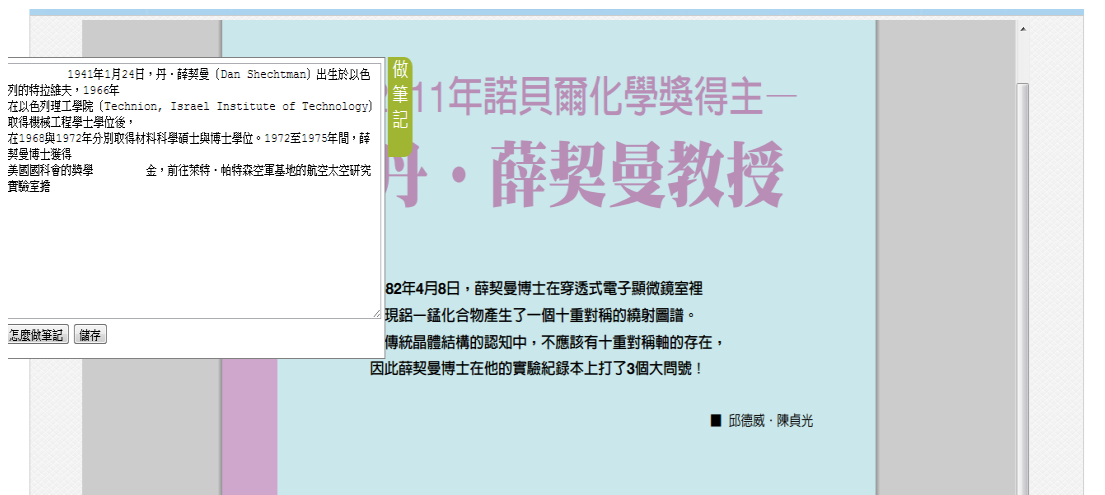 1941年1月24日，丹‧薛契曼 (Dan Shechtman) 出生於以色
列的特拉維夫，1966年
在以色列理工學院 (Technion, Israel Institute of Technology)
取得機械工程學士學位後，
在1968與1972年分別取得材料科學碩士與博士學位。1972至1975年間，薛
契曼博士獲得
美國國科會的獎學 金，前往萊特‧帕特森空軍基地的航空太空研究
實驗室擔
怎麼做筆記 儲存
做筆記
11年諾貝爾化學獎得主—
丹‧薛契曼教授
82年4月8日，薛契曼博士在穿透式電子顯微鏡室裡
現鋁－錳化合物產生了一個十重對稱的繞射圖譜。
傳統晶體結構的認知中，不應該有十重對稱軸的存在，
因此薛契曼博士在他的實驗紀錄本上打了3個大問號！
■ 邱德威‧陳貞光